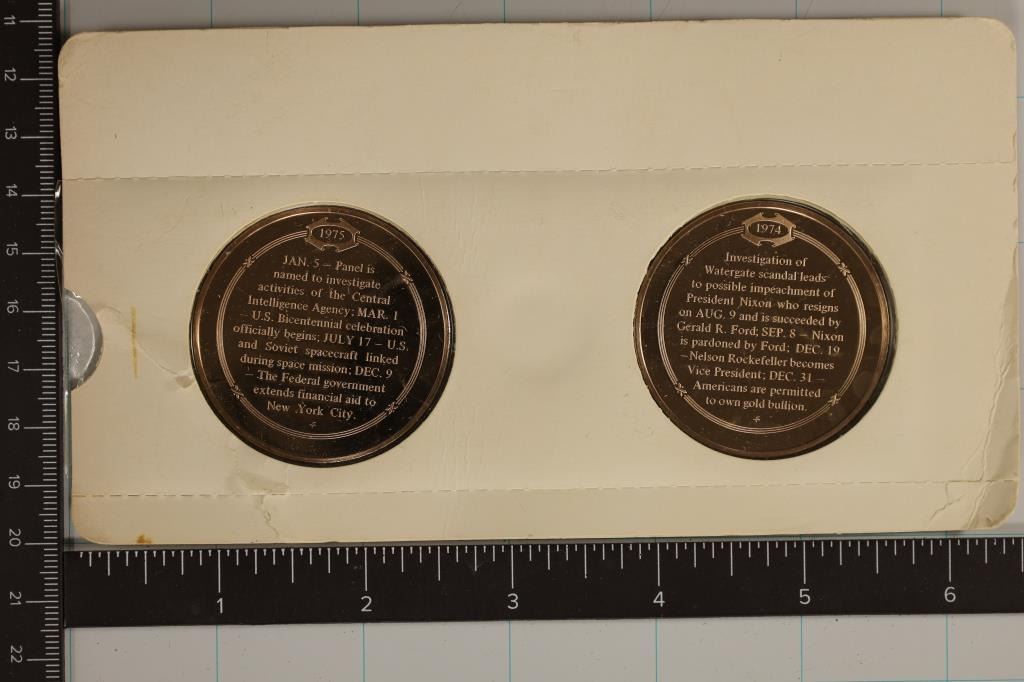 1975
JAN. 5 – Panel is
named to investigate
activities of the Central
Intelligence Agency; MAR. 1
– U.S. Bicentennial celebration
officially begins; JULY 17 – U.S.
and Soviet spacecraft linked
during space mission; DEC. 9
– The Federal government
extends financial aid to
New York City.
1974
Investigation of
Watergate scandal leads
to possible impeachment of
President Nixon who resigns
on AUG. 9 and is succeeded by
Gerald R. Ford; SEP. 8 – Nixon
is pardoned by Ford; DEC. 19
– Nelson Rockefeller becomes
Vice President; DEC. 31 –
Americans are permitted
to own gold bullion.
11
12
13
14
15
16
17
18
19
20
21
22
1 2 3 4 5 6